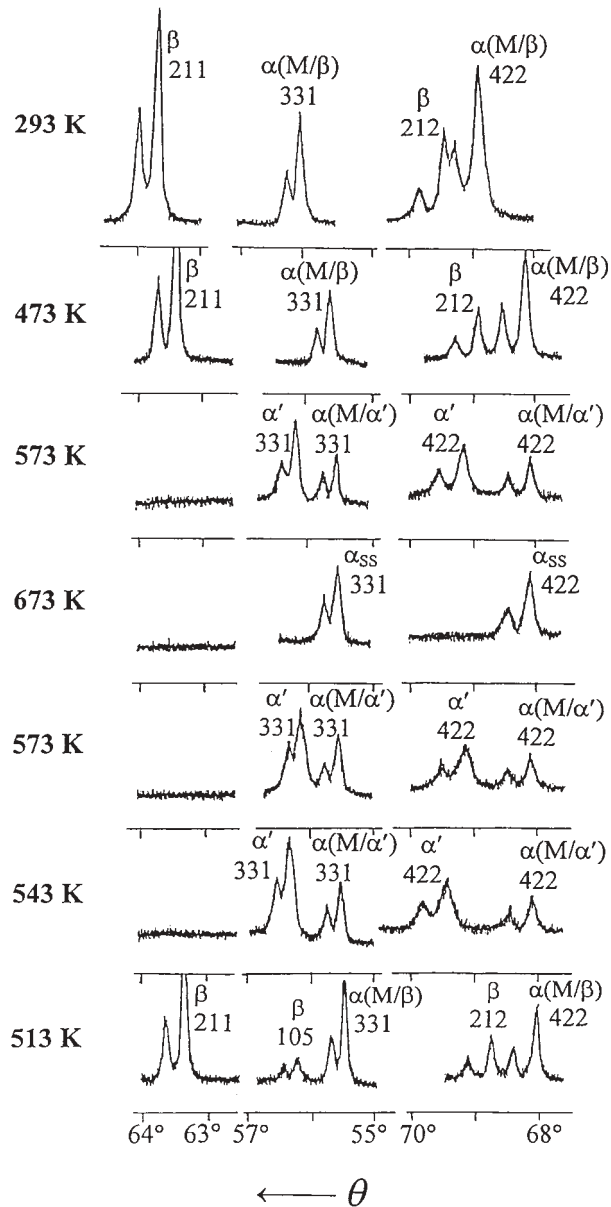 β
211
α(M/β)
331
α(M/β)
422
β
212
293 K
β
211
α(M/β)
331
β
212
α(M/β)
422
473 K
α'
331
α(M/α')
331
α'
422
α(M/α')
422
573 K
αSS
331
αSS
422
673 K
α'
331
α(M/α')
331
α'
422
α(M/α')
422
573 K
α'
331
α(M/α')
331
α'
422
α(M/α')
422
543 K
β
211
β
105
α(M/β)
331
β
212
α(M/β)
422
513 K
64° 63° 57° 55° 70° 68°
← θ